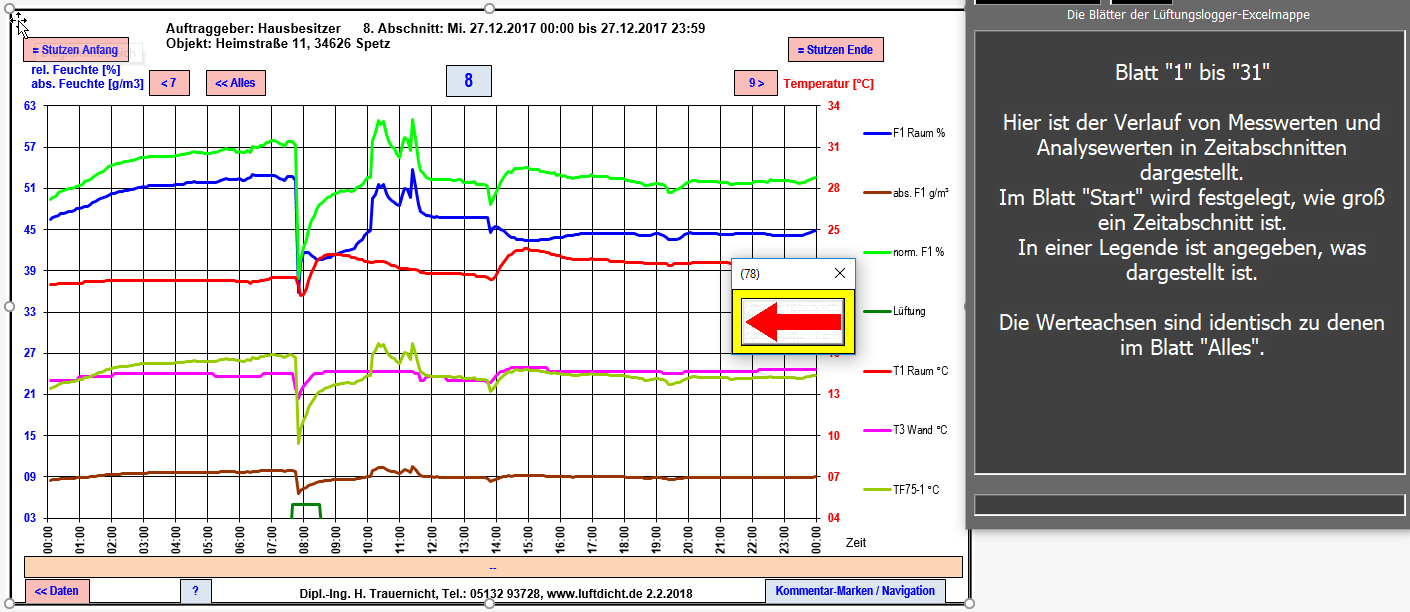 Auftraggeber: Hausbesitzer 8. Abschnitt: Mi. 27.12.2017 00:00 bis 27.12.2017 23:59
Objekt: Heimstraße 11, 34626 Spetz
= Stutzen Anfang
= Stutzen Ende
rel. Feuchte [%]
abs. Feuchte [g/m3]
< 7
<< Alles
8
9 >
Temperatur [°C]
63
57
51
45
39
33
27
21
15
09
03
34
31
28
25
13
10
07
04
F1 Raum %
abs. F1 g/m³
norm. F1 %
Lüftung
T1 Raum °C
T3 Wand °C
TF75-1 °C
(78)
00:00
01:00
02:00
03:00
04:00
05:00
06:00
07:00
08:00
09:00
10:00
11:00
12:00
13:00
14:00
15:00
16:00
17:00
18:00
19:00
20:00
21:00
22:00
23:00
00:00
Zeit
--
<< Daten
?
Dipl.-Ing. H. Trauernicht, Tel.: 05132 93728, www.luftdicht.de 2.2.2018
Kommentar-Marken / Navigation
Die Blätter der Lüftungslogger-Excelmappe
Blatt "1" bis "31"
Hier ist der Verlauf von Messwerten und
Analysewerten in Zeitabschnitten
dargestellt.
Im Blatt "Start" wird festgelegt, wie groß
ein Zeitabschnitt ist.
In einer Legende ist angegeben, was
dargestellt ist.
Die Werteachsen sind identisch zu denen
im Blatt "Alles".